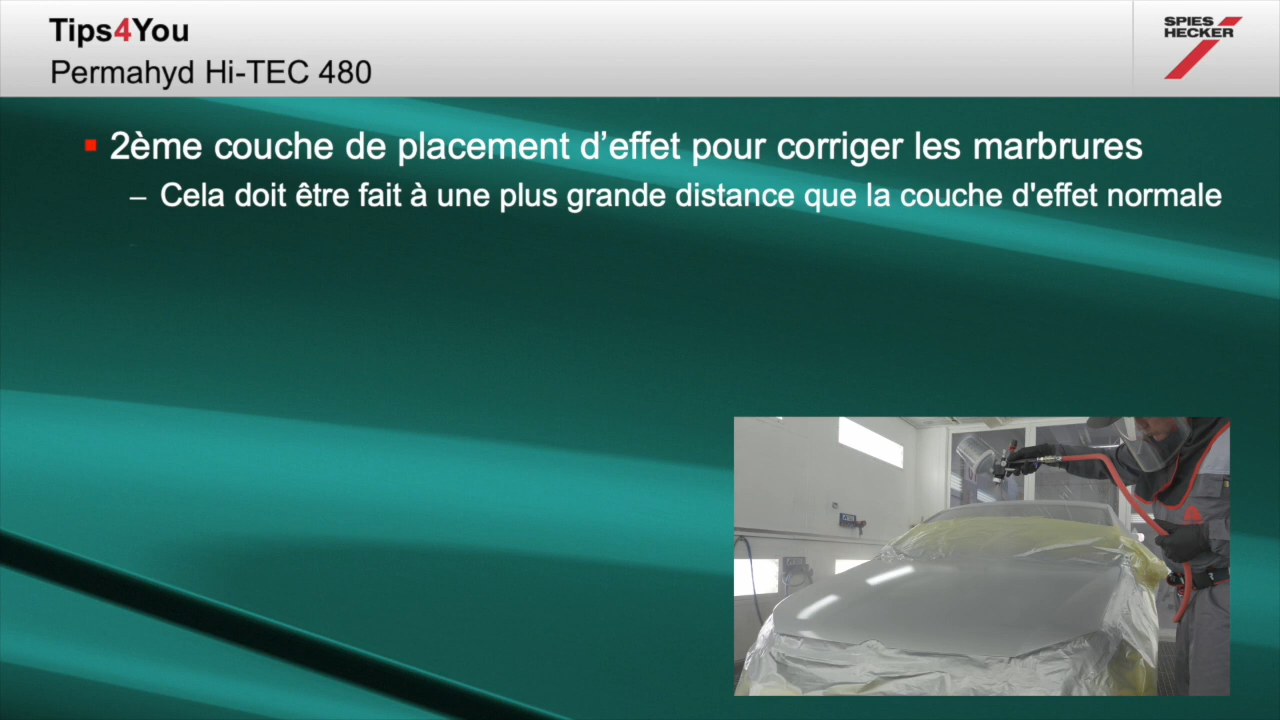 Tips4You
Permahyd Hi-TEC 480
SPIES
HECKER
2ème couche de placement d’effet pour corriger les marbrures
– Cela doit être fait à une plus grande distance que la couche d'effet normale